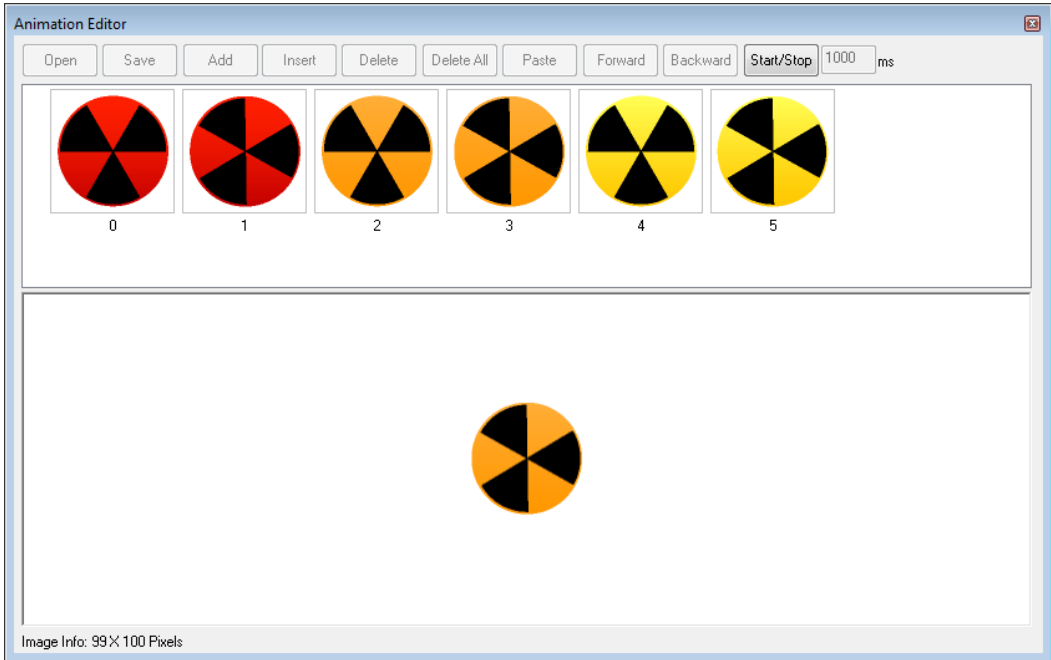 Animation Editor
Open Save Add Insert Delete Delete All Paste Forward Backward Start/Stop 1000 ms
0 1 2 3 4 5
Image Info: 99 X 100 Pixels